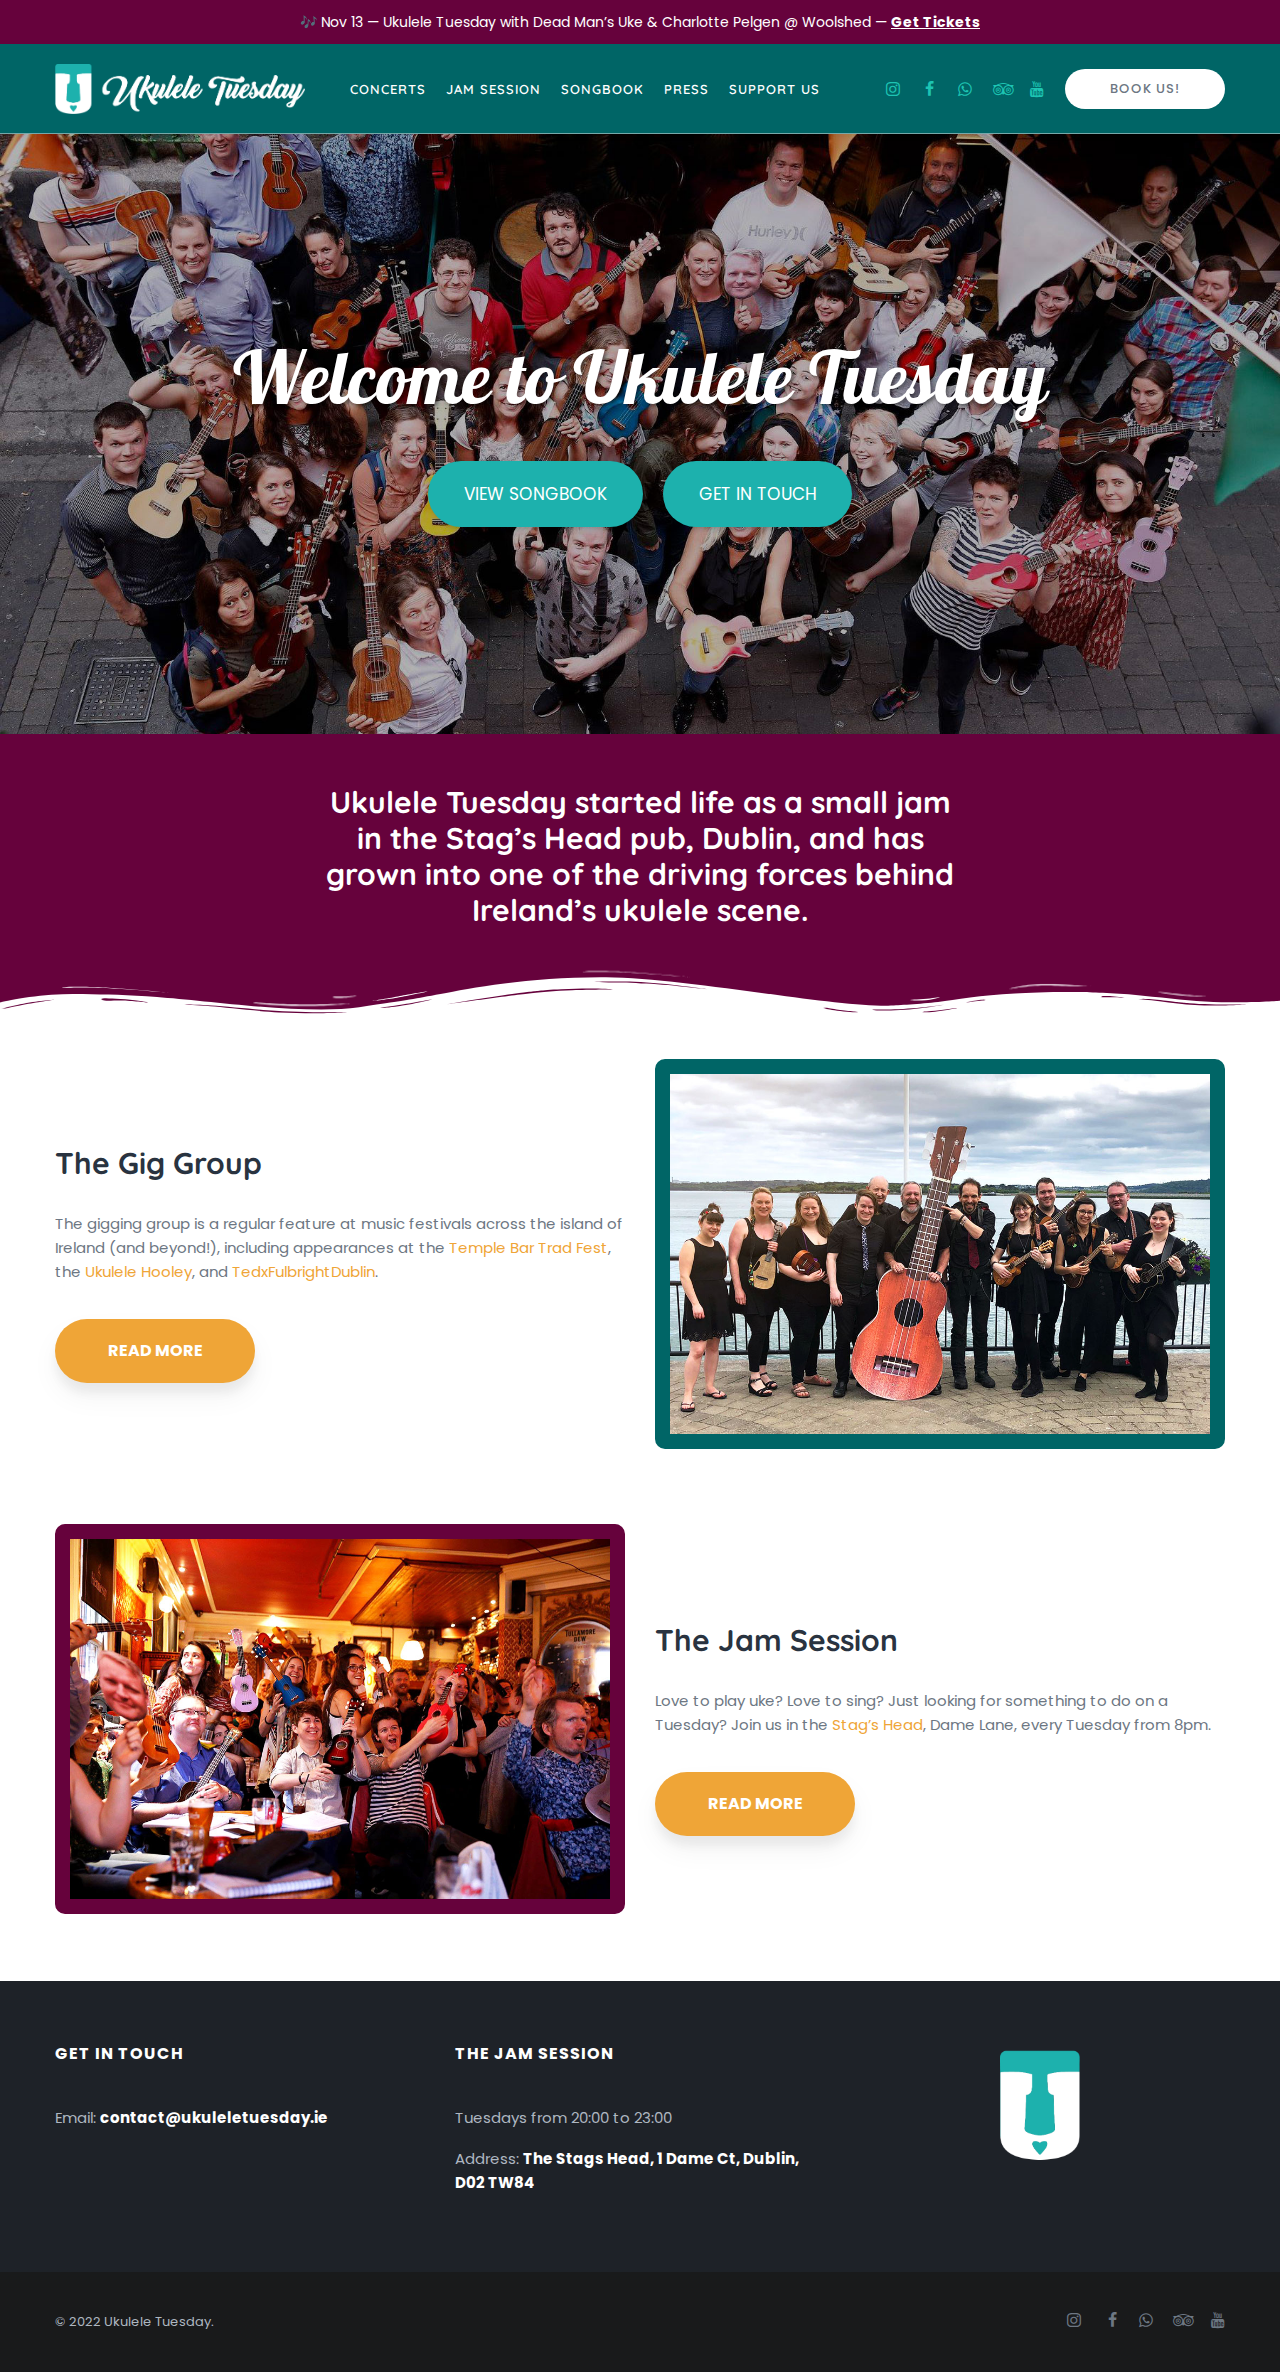 🎶 Nov 13 — Ukulele Tuesday with Dead Man’s Uke & Charlotte Pelgen @ Woolshed — Get Tickets
Ukulele Tuesday
CONCERTS JAM SESSION SONGBOOK PRESS SUPPORT US
BOOK US!
Hurley
Welcome to Ukulele Tuesday
VIEW SONGBOOK GET IN TOUCH
Ukulele Tuesday started life as a small jam
in the Stag’s Head pub, Dublin, and has
grown into one of the driving forces behind
Ireland’s ukulele scene.
The Gig Group
The gigging group is a regular feature at music festivals across the island of
Ireland (and beyond!), including appearances at the Temple Bar Trad Fest,
the Ukulele Hooley, and TedxFulbrightDublin.
READ MORE
TULLAMORE
DEW
The Jam Session
Love to play uke? Love to sing? Just looking for something to do on a
Tuesday? Join us in the Stag’s Head, Dame Lane, every Tuesday from 8pm.
READ MORE
GET IN TOUCH
Email: contact@ukuleletuesday.ie
THE JAM SESSION
Tuesdays from 20:00 to 23:00
Address: The Stags Head, 1 Dame Ct, Dublin,
D02 TW84
© 2022 Ukulele Tuesday.